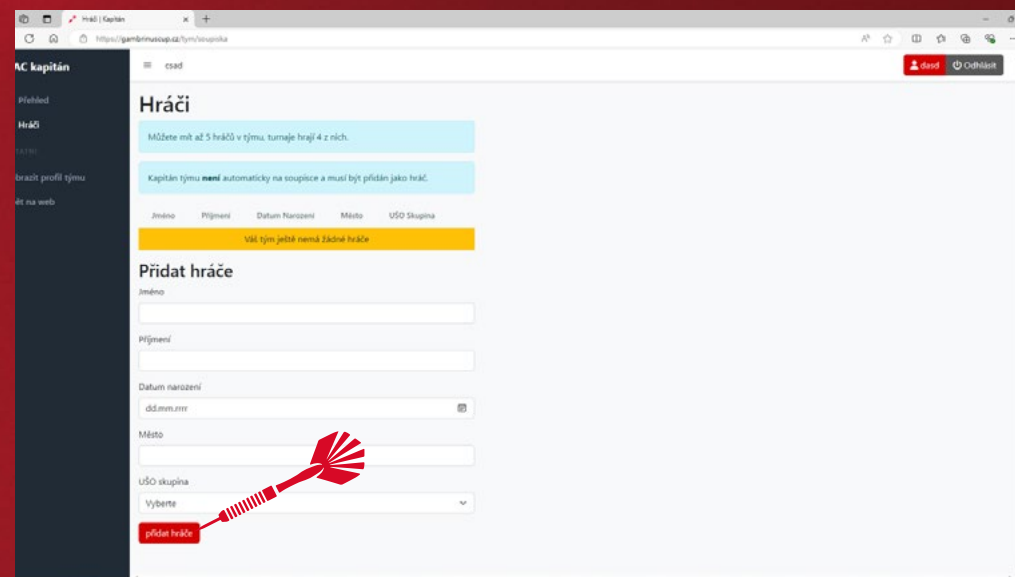 Hráči | Kapitán
https://gambrinuscup.cz/tym/soupiska
AC kapitán
csad
dasd
Odhlásit
Přehled
Hráči
brazit profil týmu
ět na web
Hráči
Můžete mít až 5 hráčů v týmu, turnaje hrají 4 z nich.
Kapitán týmu není automaticky na soupisce a musí být přidán jako hráč.
Jméno Příjmení Datum Narození Město UŠO Skupina
Váš tým ještě nemá žádné hráče
Přidat hráče
Jméno
Příjmení
Datum narození
dd.mm.rrrr
Město
UŠO skupina
Vyberte
přidat hráče